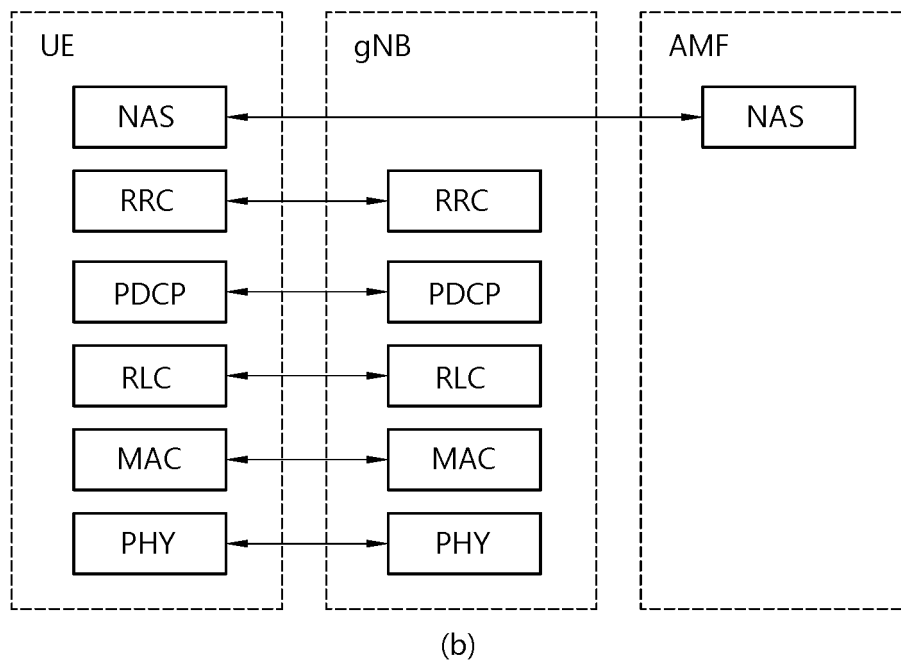 UE gNB AMF
NAS NAS
RRC RRC
PDCP PDCP
RLC RLC
MAC MAC
PHY PHY
(b)